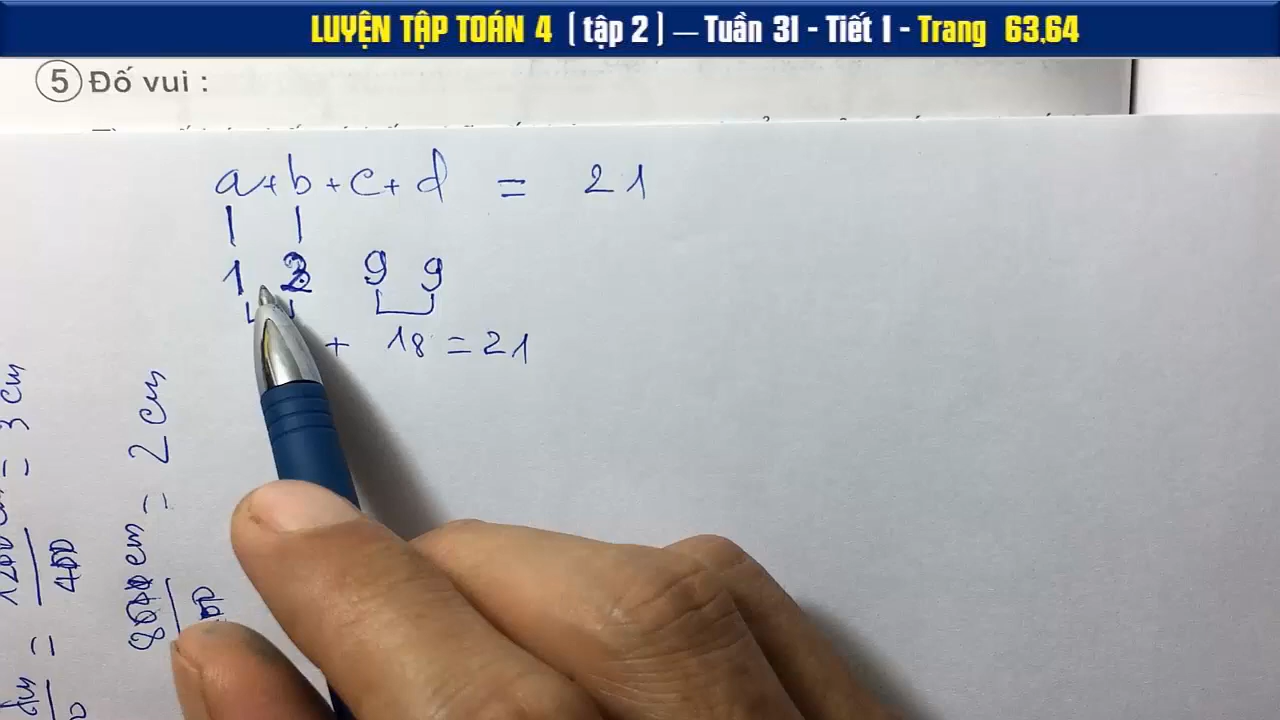 LUYỆN TẬP TOÁN 4 ( tập 2 ) — Tuần 31 - Tiết 1 - Trang 63,64
5 Đố vui :
a + b + c + d = 21
1 2 9 9
+ 18 = 21
= 3 cm
400
= 2 cm